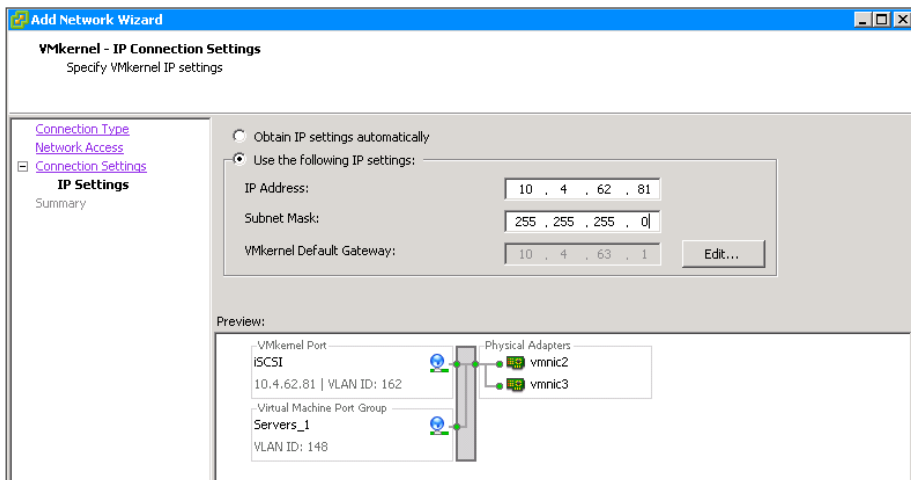 Add Network Wizard
VMkernel - IP Connection Settings
Specify VMkernel IP settings
Connection Type
Network Access
Connection Settings
IP Settings
Summary
Obtain IP settings automatically
Use the following IP settings:
IP Address: 10 . 4 . 62 . 81
Subnet Mask: 255 . 255 . 255 . 0
VMkernel Default Gateway: 10 . 4 . 63 . 1 Edit...
Preview:
VMkernel Port
iSCSI
10.4.62.81 | VLAN ID: 162
Virtual Machine Port Group
Servers_1
VLAN ID: 148
Physical Adapters
vmnic2
vmnic3